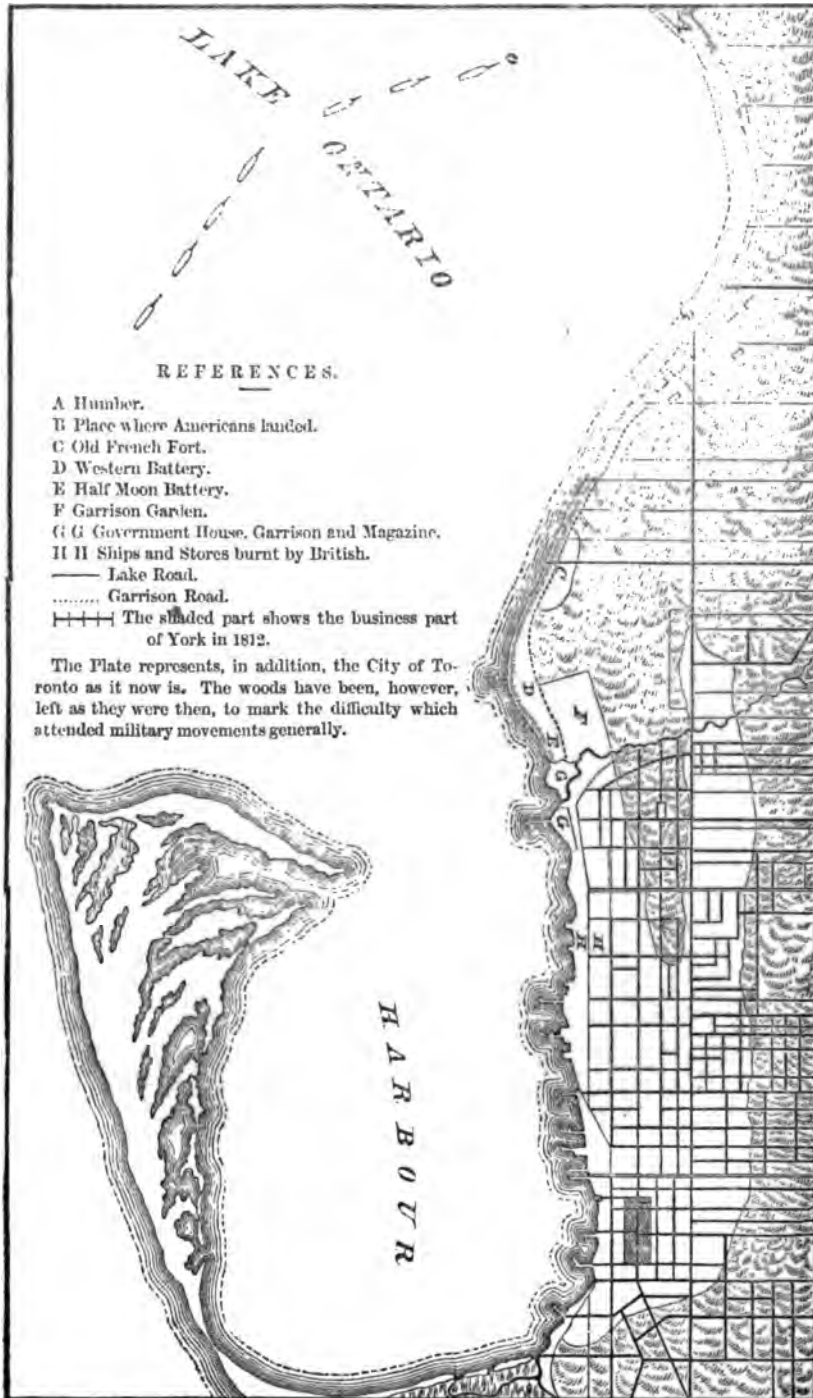 LAKE
ONTARIO
REFERENCES.
A Humber.
B Place where Americans landed.
C Old French Fort.
D Western Battery.
E Half Moon Battery.
F Garrison Garden.
G G Government House, Garrison and Magazine.
H H Ships and Stores burnt by British.
Lake Road.
......... Garrison Road.
The shaded part shows the business part
of York in 1812.
The Plate represents, in addition, the City of To-
ronto as it now is. The woods have been, however,
left as they were then, to mark the difficulty which
attended military movements generally.
C
D
F
E
G
G
H
H
HARBOUR